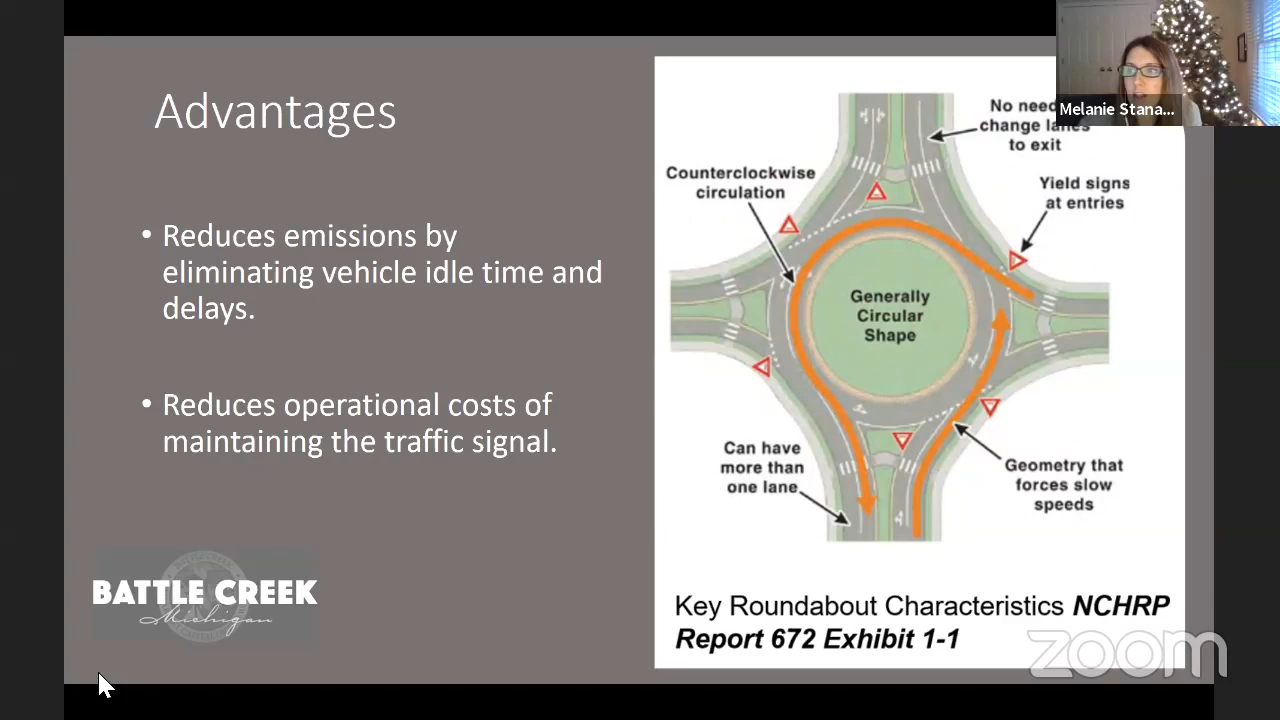 Advantages
• Reduces emissions by
eliminating vehicle idle time and
delays.
• Reduces operational costs of
maintaining the traffic signal.
BATTLE CREEK
Michigan
No need
change lanes
to exit
Counterclockwise
circulation
Yield signs
at entries
Generally
Circular
Shape
Can have
more than
one lane
Geometry that
forces slow
speeds
Key Roundabout Characteristics NCHRP
Report 672 Exhibit 1-1
Melanie Stana...
zoom